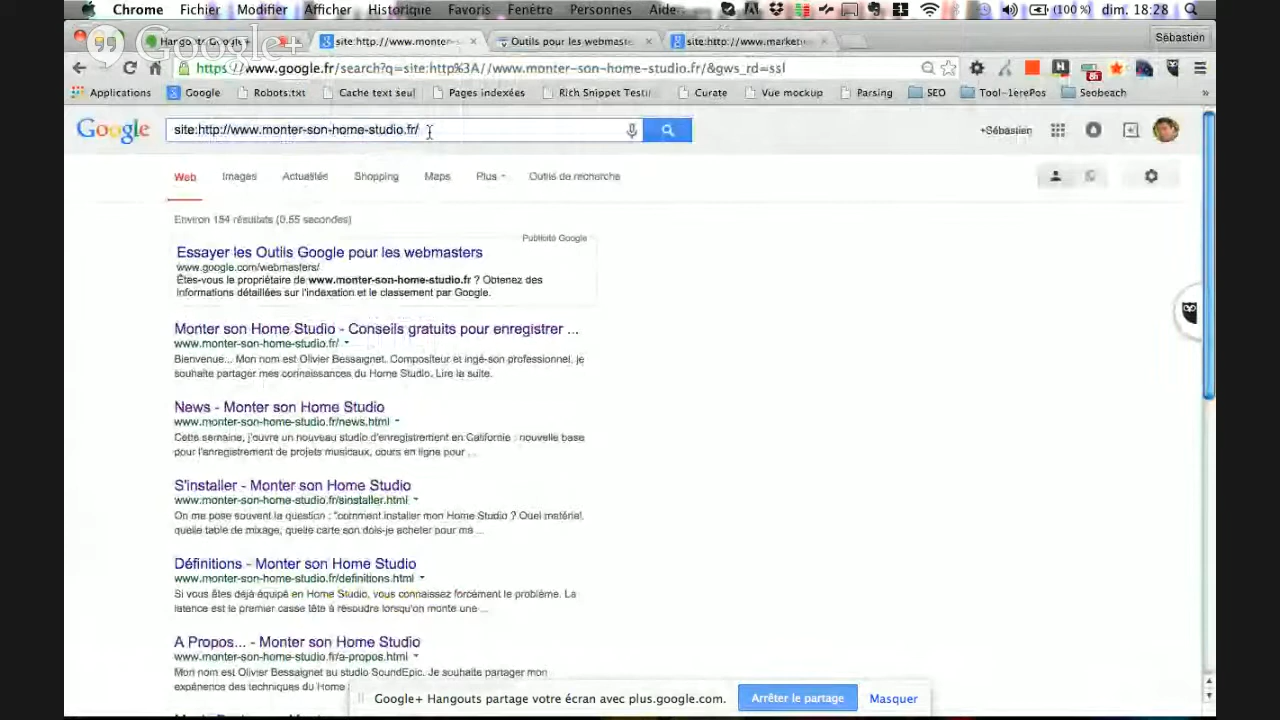 Chrome Fichier Modifier Afficher Historique Favoris Fenêtre Personnes Aide (100 %) dim. 18:28
Google+
site:http://www.monter-son- Outils pour les webmaste site:http://www.market Sébastien
https://www.google.fr/search?q=site:http%3A//www.monter-son-home-studio.fr/&gws_rd=ssl
Applications Google Robots.txt Cache text seul Pages indexées Rich Snippet Testin Curate Vue mockup Parsing SEO Tool-1erePos Seobeach »
Google site:http://www.monter-son-home-studio.fr/ +Sébastien
Web Images Actualités Shopping Maps Plus Outils de recherche
Environ 154 résultats (0,55 secondes)
Publicité Google
Essayer les Outils Google pour les webmasters
www.google.com/webmasters/
Êtes-vous le propriétaire de www.monter-son-home-studio.fr ? Obtenez des
informations détaillées sur l'indexation et le classement par Google.
Monter son Home Studio - Conseils gratuits pour enregistrer ...
www.monter-son-home-studio.fr/
Bienvenue... Mon nom est Olivier Bessaignet. Compositeur et ingé-son professionnel, je
souhaite partager mes connaissances du Home Studio. Lire la suite.
News - Monter son Home Studio
www.monter-son-home-studio.fr/news.html
Cette semaine, j'ouvre un nouveau studio d'enregistrement en Californie : nouvelle base
pour l'enregistrement de projets musicaux, cours en ligne pour ...
S'installer - Monter son Home Studio
www.monter-son-home-studio.fr/sinstaller.html
On me pose souvent la question : "comment installer mon Home Studio ? Quel matériel,
quelle table de mixage, quelle carte son dois-je acheter pour ma ...
Définitions - Monter son Home Studio
www.monter-son-home-studio.fr/definitions.html
Si vous êtes déjà équipé en Home Studio, vous connaissez forcément le problème. La
latence est le premier casse tête à résoudre lorsqu'on monte une ...
A Propos... - Monter son Home Studio
www.monter-son-home-studio.fr/a-propos.html
Mon nom est Olivier Bessaignet au studio SoundEpic. Je souhaite partager mon
expérience des techniques du Home
Google+ Hangouts partage votre écran avec plus.google.com. Arrêter le partage Masquer